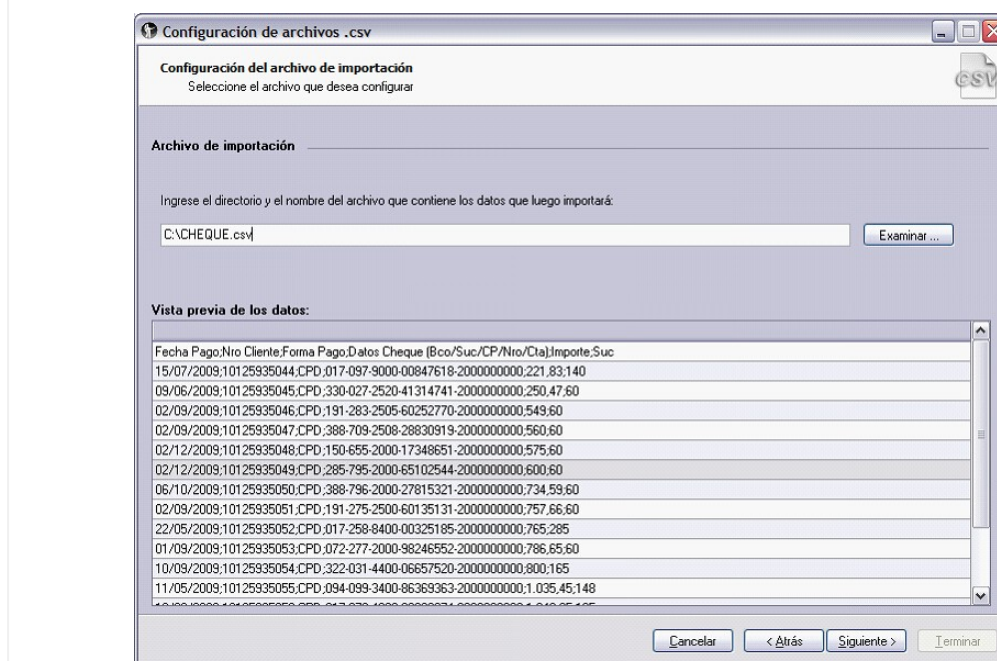 Configuración de archivos .csv
Configuración del archivo de importación
Seleccione el archivo que desea configurar
CSV
Archivo de importación
Ingrese el directorio y el nombre del archivo que contiene los datos que luego importará:
C:\CHEQUE.csv
Examinar ...
Vista previa de los datos:
Fecha Pago;Nro Cliente;Forma Pago;Datos Cheque (Bco/Suc/CP/Nro/Cta);Importe;Suc
15/07/2009;10125935044;CPD;017-097-9000-00847618-2000000000;221,83;140
09/06/2009;10125935045;CPD;330-027-2520-41314741-2000000000;250,47;60
02/09/2009;10125935046;CPD;191-283-2505-60252770-2000000000;549;60
02/09/2009;10125935047;CPD;388-709-2508-28830919-2000000000;560;60
02/12/2009;10125935048;CPD;150-655-2000-17348651-2000000000;575;60
02/12/2009;10125935049;CPD;285-795-2000-65102544-2000000000;600;60
06/10/2009;10125935050;CPD;388-796-2000-27815321-2000000000;734,59;60
02/09/2009;10125935051;CPD;191-275-2500-60135131-2000000000;757,66;60
22/05/2009;10125935052;CPD;017-258-8400-00325185-2000000000;765;285
01/09/2009;10125935053;CPD;072-277-2000-98246552-2000000000;786,65;60
10/09/2009;10125935054;CPD;322-031-4400-06657520-2000000000;800;165
11/05/2009;10125935055;CPD;094-099-3400-86369363-2000000000;1.035,45;148
Cancelar
< Atrás
Siguiente >
Terminar